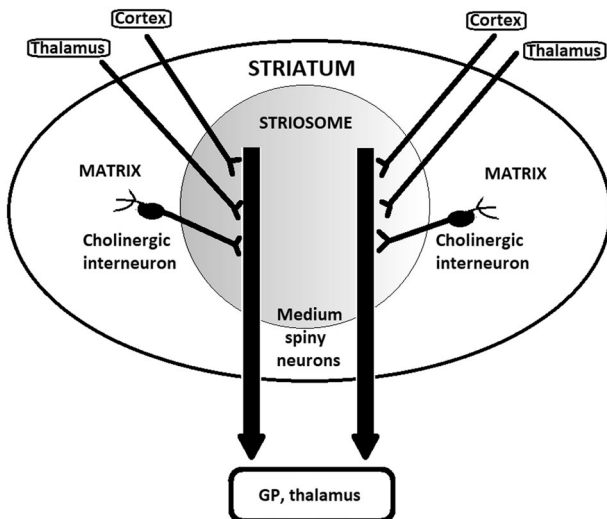 Cortex
Cortex
Thalamus
Thalamus
STRIATUM
STRIOSOME
MATRIX
MATRIX
Cholinergic
interneuron
Cholinergic
interneuron
Medium
spiny
neurons
GP, thalamus